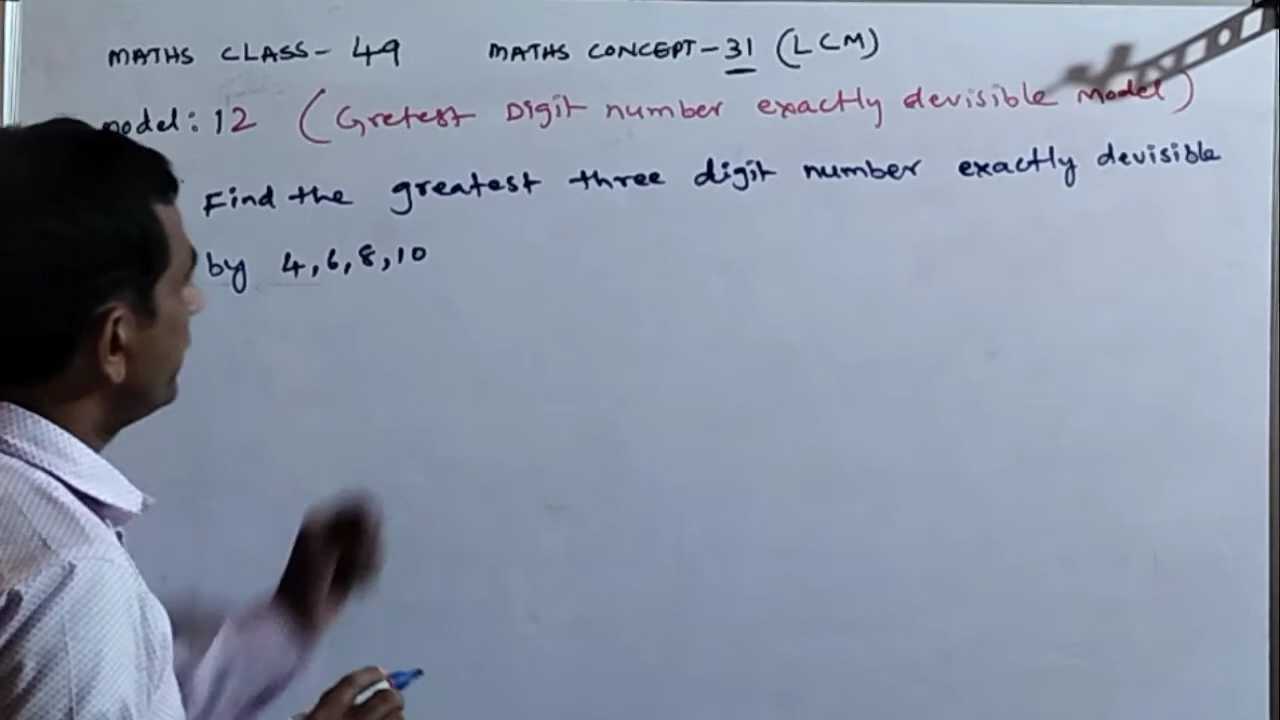 MATHS CLASS- 49 MATHS CONCEPT-31 (LCM)
model: 12 (Gretest Digit number exactly devisible Model)
Find the greatest three digit number exactly devisible
by 4,6,8,10